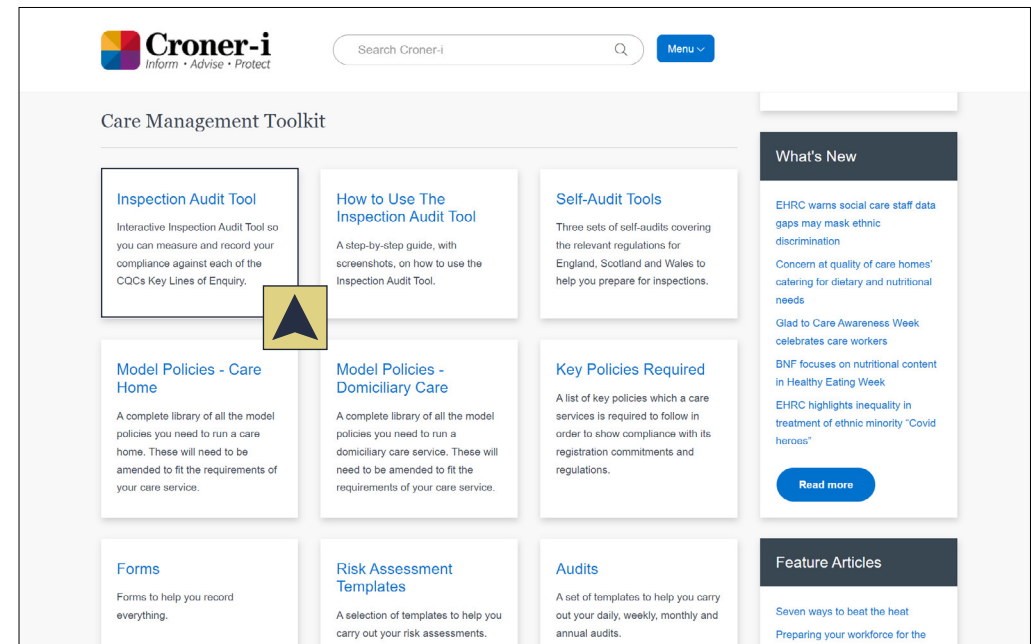 Croner-i
Inform • Advise • Protect
Search Croner-i
Menu
Care Management Toolkit
Inspection Audit Tool
Interactive Inspection Audit Tool so
you can measure and record your
compliance against each of the
CQCs Key Lines of Enquiry.
How to Use The
Inspection Audit Tool
A step-by-step guide, with
screenshots, on how to use the
Inspection Audit Tool.
Self-Audit Tools
Three sets of self-audits covering
the relevant regulations for
England, Scotland and Wales to
help you prepare for inspections.
Model Policies - Care
Home
A complete library of all the model
policies you need to run a care
home. These will need to be
amended to fit the requirements of
your care service.
Model Policies -
Domiciliary Care
A complete library of all the model
policies you need to run a
domiciliary care service. These will
need to be amended to fit the
requirements of your care service.
Key Policies Required
A list of key policies which a care
services is required to follow in
order to show compliance with its
registration commitments and
regulations.
Forms
Forms to help you record
everything.
Risk Assessment
Templates
A selection of templates to help you
carry out your risk assessments.
Audits
A set of templates to help you carry
out your daily, weekly, monthly and
annual audits.
What's New
EHRC warns social care staff data
gaps may mask ethnic
discrimination
Concern at quality of care homes'
catering for dietary and nutritional
needs
Glad to Care Awareness Week
celebrates care workers
BNF focuses on nutritional content
in Healthy Eating Week
EHRC highlights inequality in
treatment of ethnic minority "Covid
heroes"
Read more
Feature Articles
Seven ways to beat the heat
Preparing your workforce for the